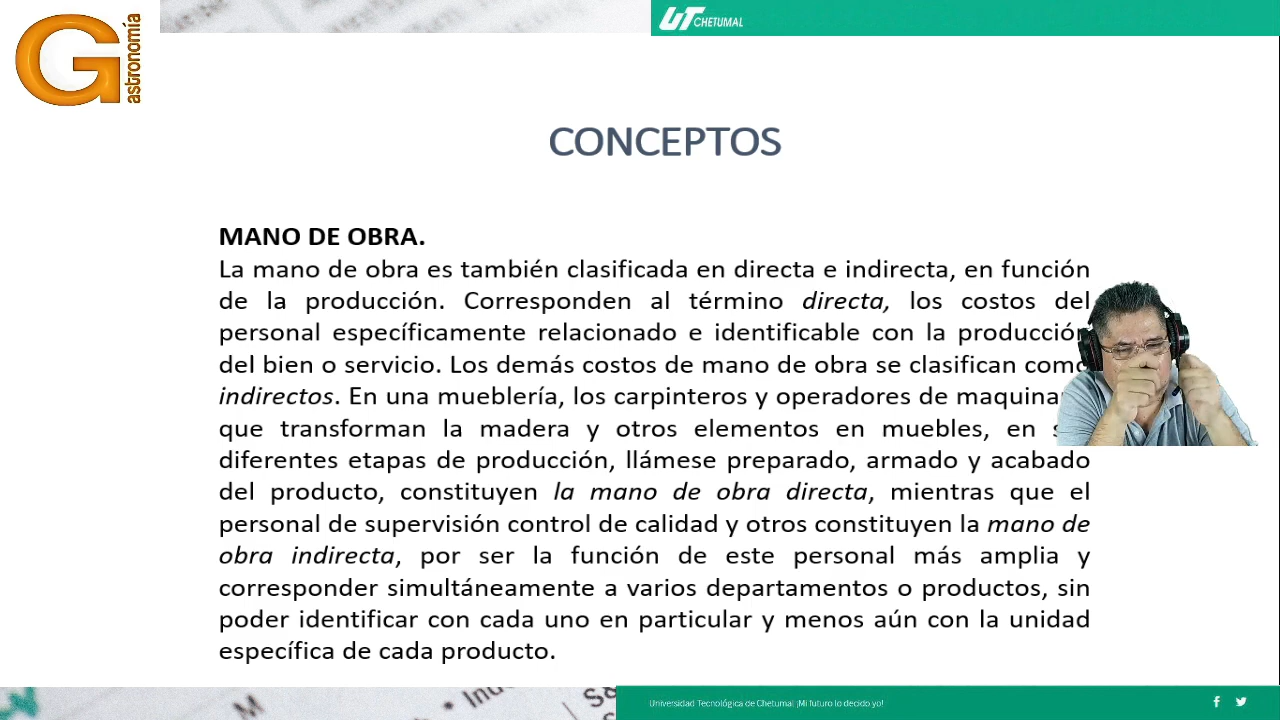 Gastronomía
UT CHETUMAL
CONCEPTOS
MANO DE OBRA.
La mano de obra es también clasificada en directa e indirecta, en función
de la producción. Corresponden al término directa, los costos del
personal específicamente relacionado e identificable con la producción
del bien o servicio. Los demás costos de mano de obra se clasifican como
indirectos. En una mueblería, los carpinteros y operadores de
que transforman la madera y otros elementos en muebles, en
diferentes etapas de producción, llámese preparado, armado y acabado
del producto, constituyen la mano de obra directa, mientras que el
personal de supervisión control de calidad y otros constituyen la mano de
obra indirecta, por ser la función de este personal más amplia y
corresponder simultáneamente a varios departamentos o productos, sin
poder identificar con cada uno en particular y menos aún con la unidad
específica de cada producto.
Universidad Tecnológica de Chetumal ¡Mi futuro lo decido yo!